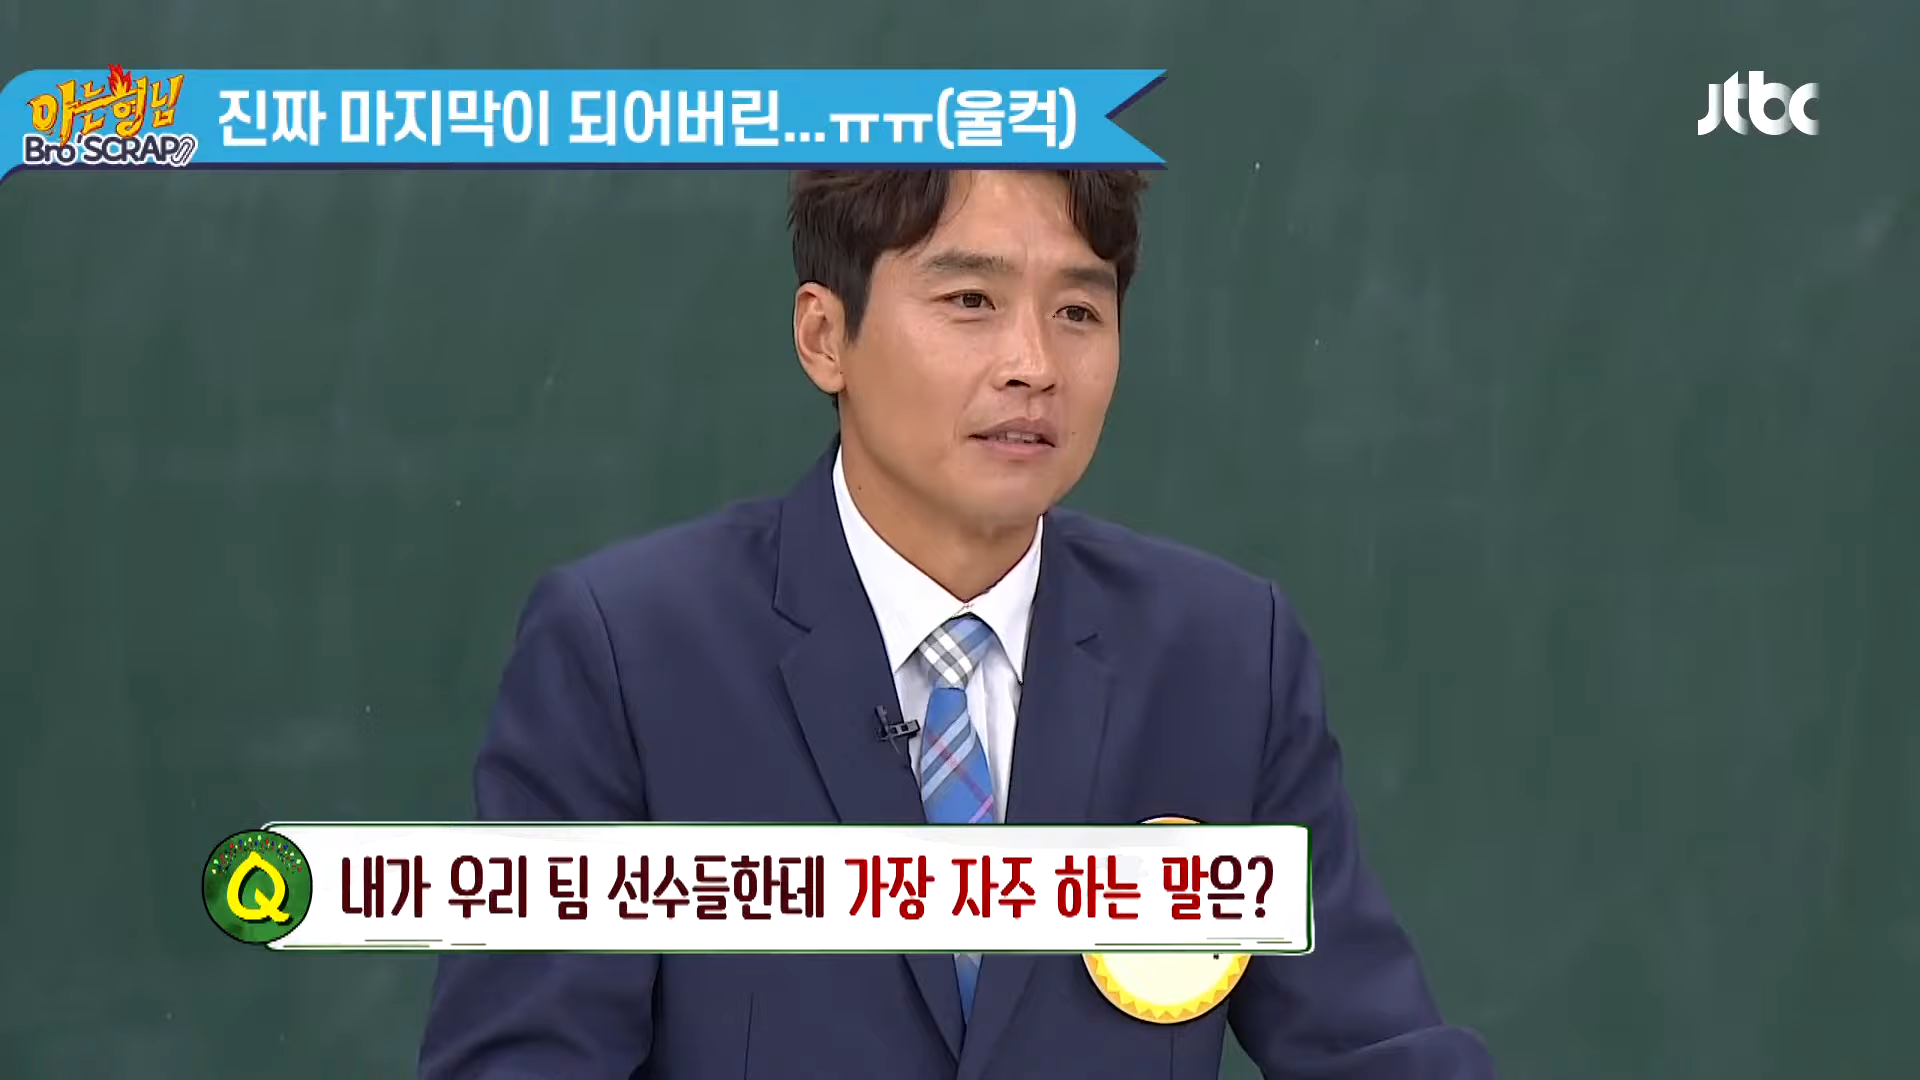 아는형님
Bro'SCRAP
진짜 마지막이 되어버린...ㅠㅠ(울컥)
jtbc
Q
내가 우리 팀 선수들한테 가장 자주 하는 말은?